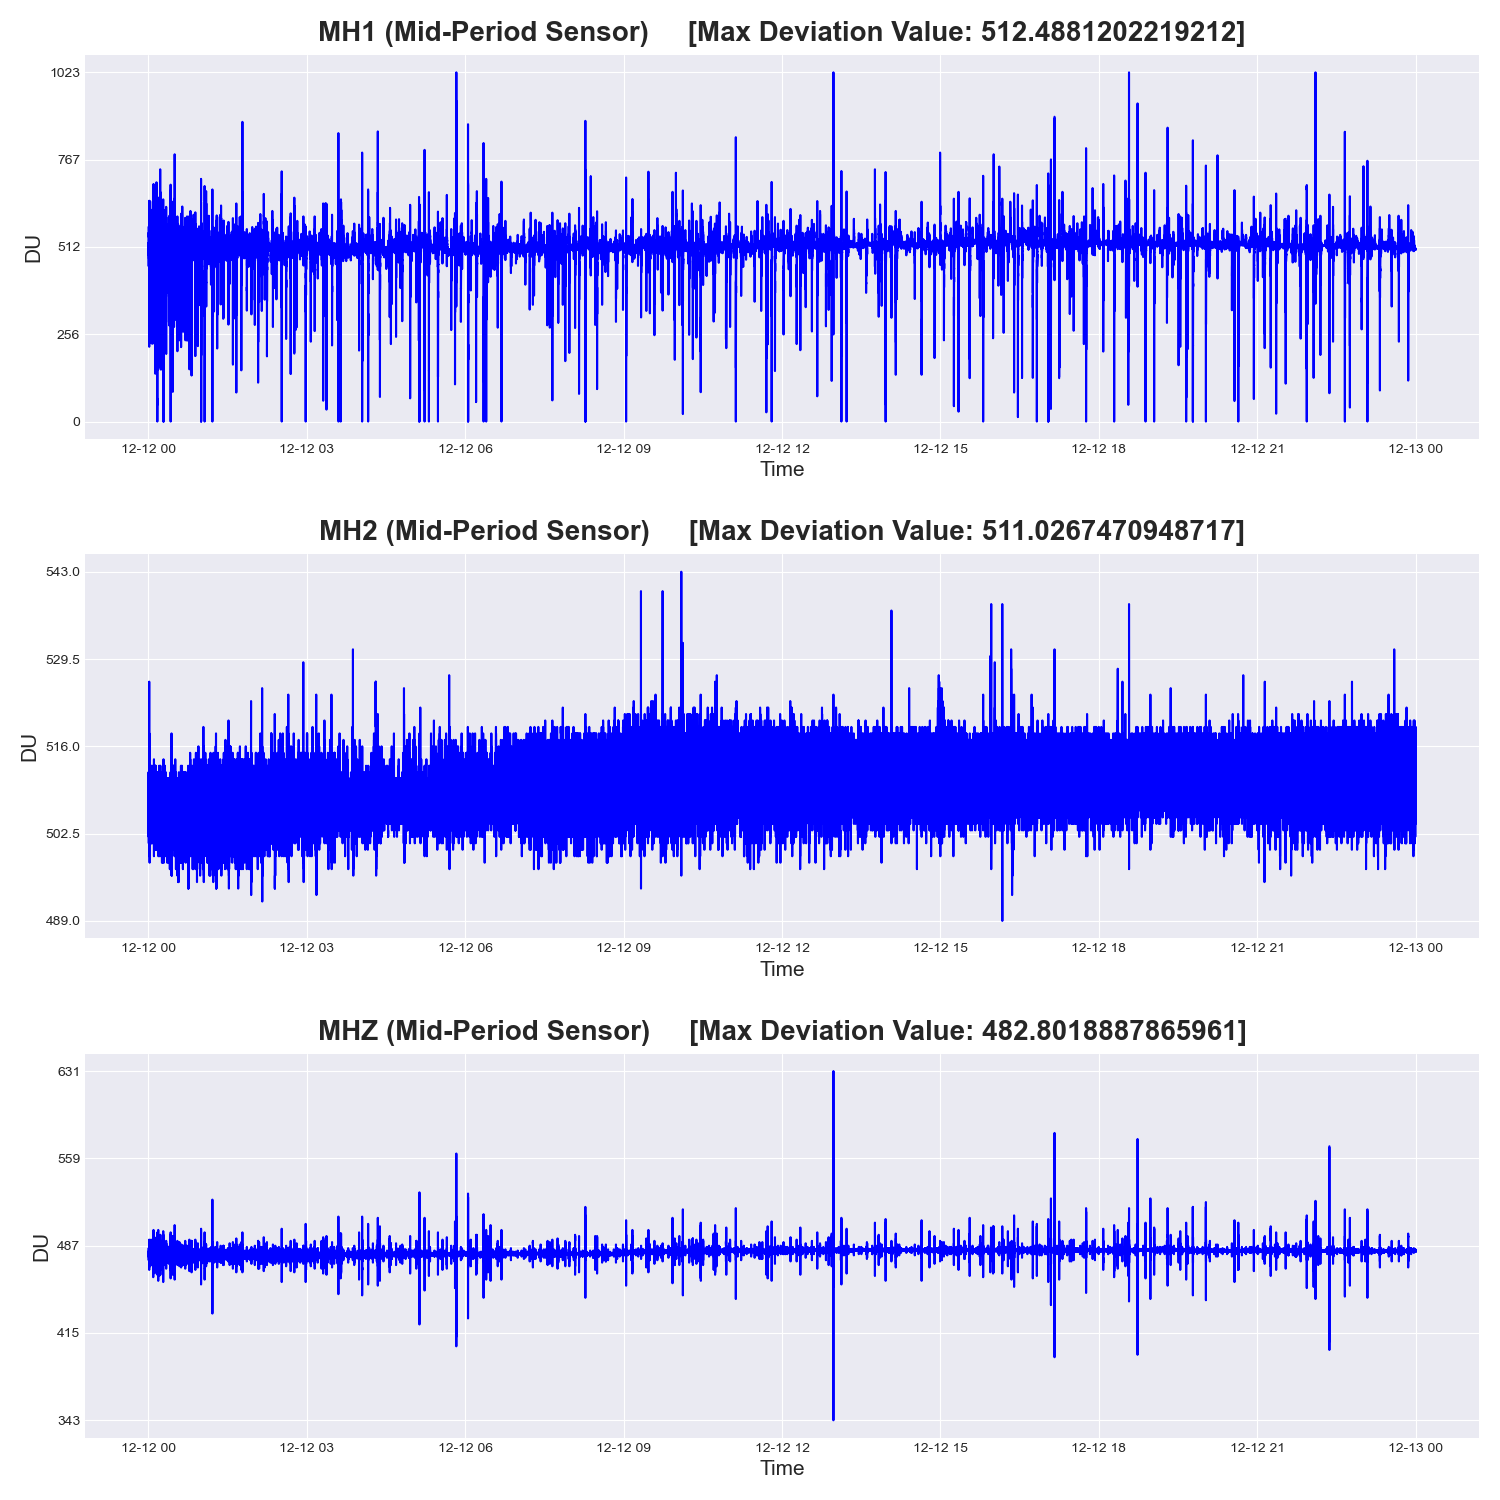 MH1 (Mid-Period Sensor) [Max Deviation Value: 512.4881202219212]
1023
767
512
256
0
DU
12-12 00 12-12 03 12-12 06 12-12 09 12-12 12 12-12 15 12-12 18 12-12 21 12-13 00
Time
MH2 (Mid-Period Sensor) [Max Deviation Value: 511.0267470948717]
543.0
529.5
516.0
502.5
489.0
DU
12-12 00 12-12 03 12-12 06 12-12 09 12-12 12 12-12 15 12-12 18 12-12 21 12-13 00
Time
MHZ (Mid-Period Sensor) [Max Deviation Value: 482.8018887865961]
631
559
487
415
343
DU
12-12 00 12-12 03 12-12 06 12-12 09 12-12 12 12-12 15 12-12 18 12-12 21 12-13 00
Time